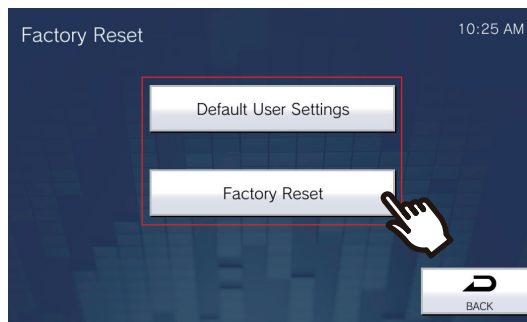 Factory Reset
10:25 AM
Default User Settings
Factory Reset
BACK